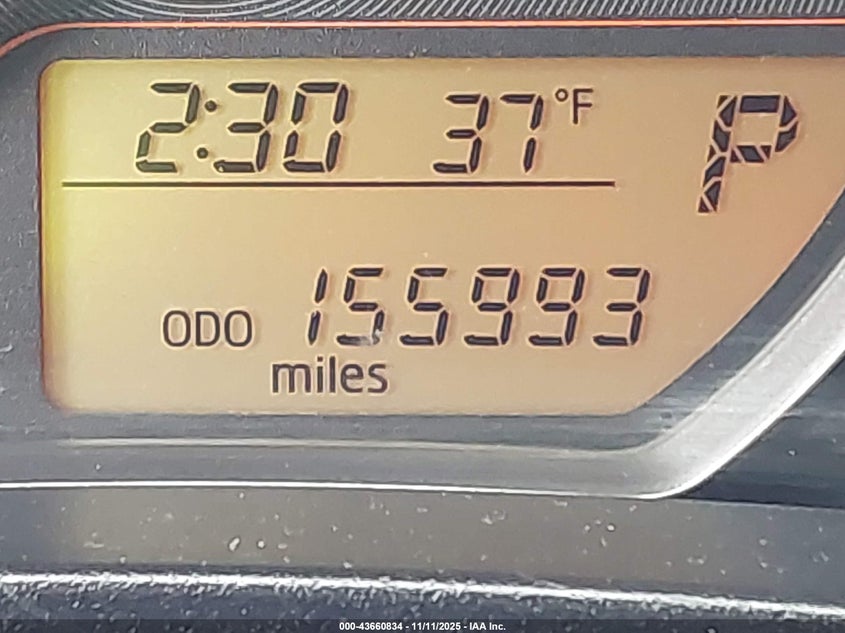 2:30 37°F P
ODO 155993
miles
000-43660834 - 11/11/2025 - IAA Inc.